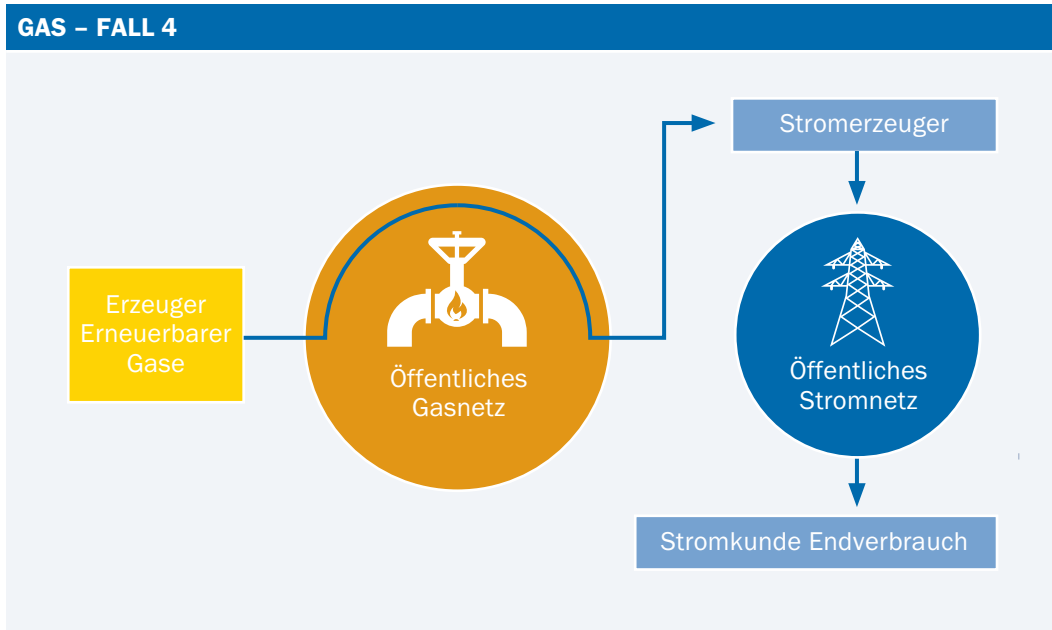 GAS – FALL 4
Stromerzeuger
Erzeuger
Erneuerbarer
Gase
Öffentliches
Gasnetz
Öffentliches
Stromnetz
Stromkunde Endverbrauch